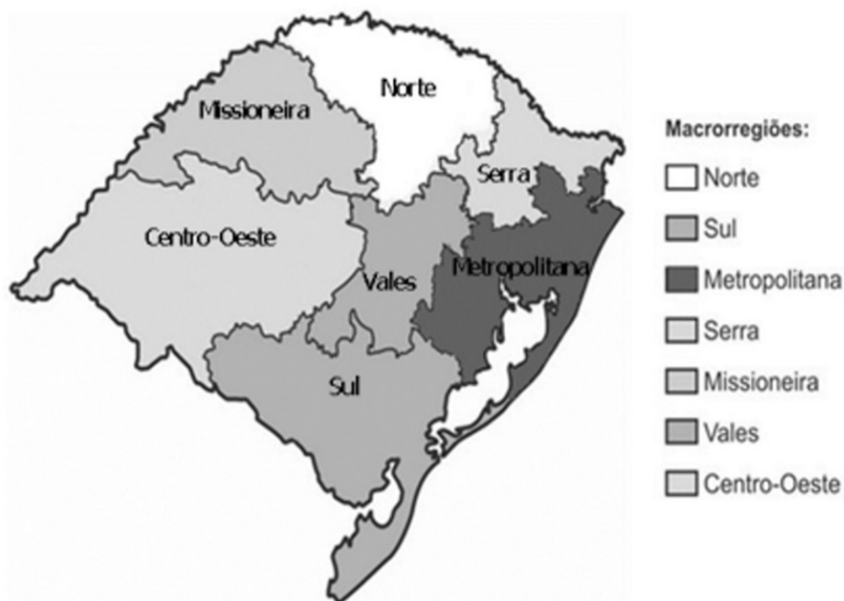 Norte
Missioneira
Serra
Centro-Oeste
Metropolitana
Vales
Sul
Macrorregiões:
Norte
Sul
Metropolitana
Serra
Missioneira
Vales
Centro-Oeste